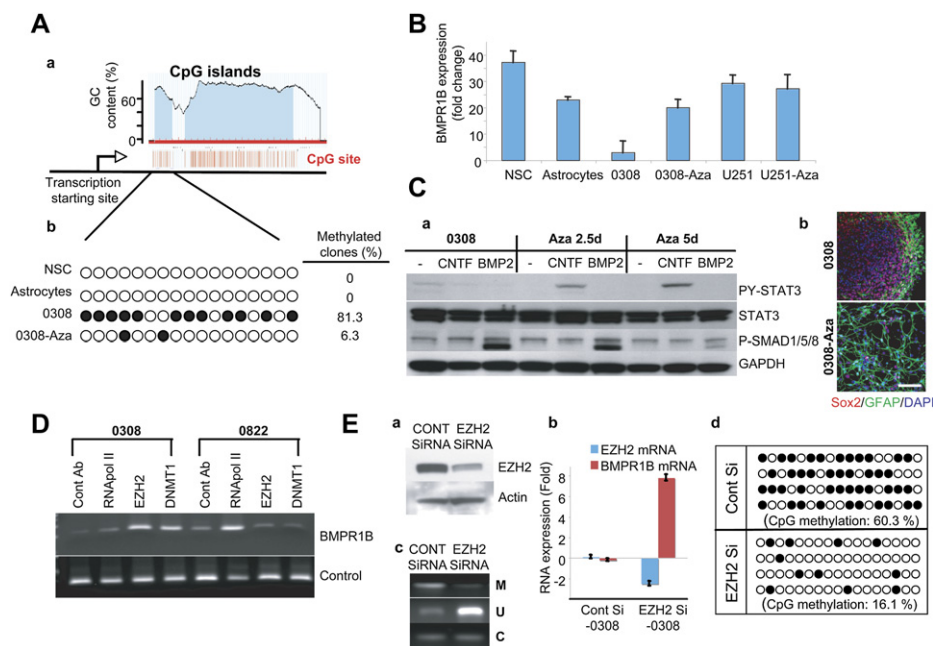 A
a
CpG islands
GC
content (%)
60
0
CpG site
Transcription
starting site
b
Methylated
clones (%)
NSC
0
Astrocytes
0
0308
81.3
0308-Aza
6.3
B
BMPR1B expression
(fold change)
40
30
20
10
0
NSC
Astrocytes
0308
0308-Aza
U251
U251-Aza
C
a
0308
Aza 2.5d
Aza 5d
- CNTF BMP2 - CNTF BMP2 - CNTF BMP2
PY-STAT3
STAT3
P-SMAD1/5/8
GAPDH
b
0308
0308-Aza
Sox2/GFAP/DAPI
D
0308
0822
Cont Ab
RNApol II
EZH2
DNMT1
Cont Ab
RNApol II
EZH2
DNMT1
BMPR1B
Control
E
a
CONT EZH2
SiRNA SiRNA
EZH2
Actin
b
EZH2 mRNA
BMPR1B mRNA
RNA expression (Fold)
8
6
4
2
0
-2
Cont Si
-0308
EZH2 Si
-0308
c
CONT EZH2
SiRNA SiRNA
M
U
C
d
Cont Si
(CpG methylation: 60.3 %)
EZH2 Si
(CpG methylation: 16.1 %)